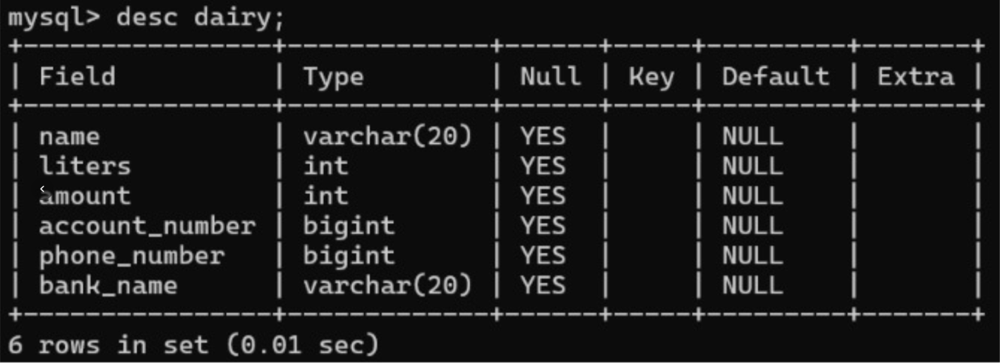 mysql> desc dairy;
+----------------+-------------+------+-----+---------+-------+
| Field          | Type        | Null | Key | Default | Extra |
+----------------+-------------+------+-----+---------+-------+
| name           | varchar(20) | YES  |     | NULL    |       |
| liters         | int         | YES  |     | NULL    |       |
| amount         | int         | YES  |     | NULL    |       |
| account_number | bigint      | YES  |     | NULL    |       |
| phone_number   | bigint      | YES  |     | NULL    |       |
| bank_name      | varchar(20) | YES  |     | NULL    |       |
+----------------+-------------+------+-----+---------+-------+
6 rows in set (0.01 sec)